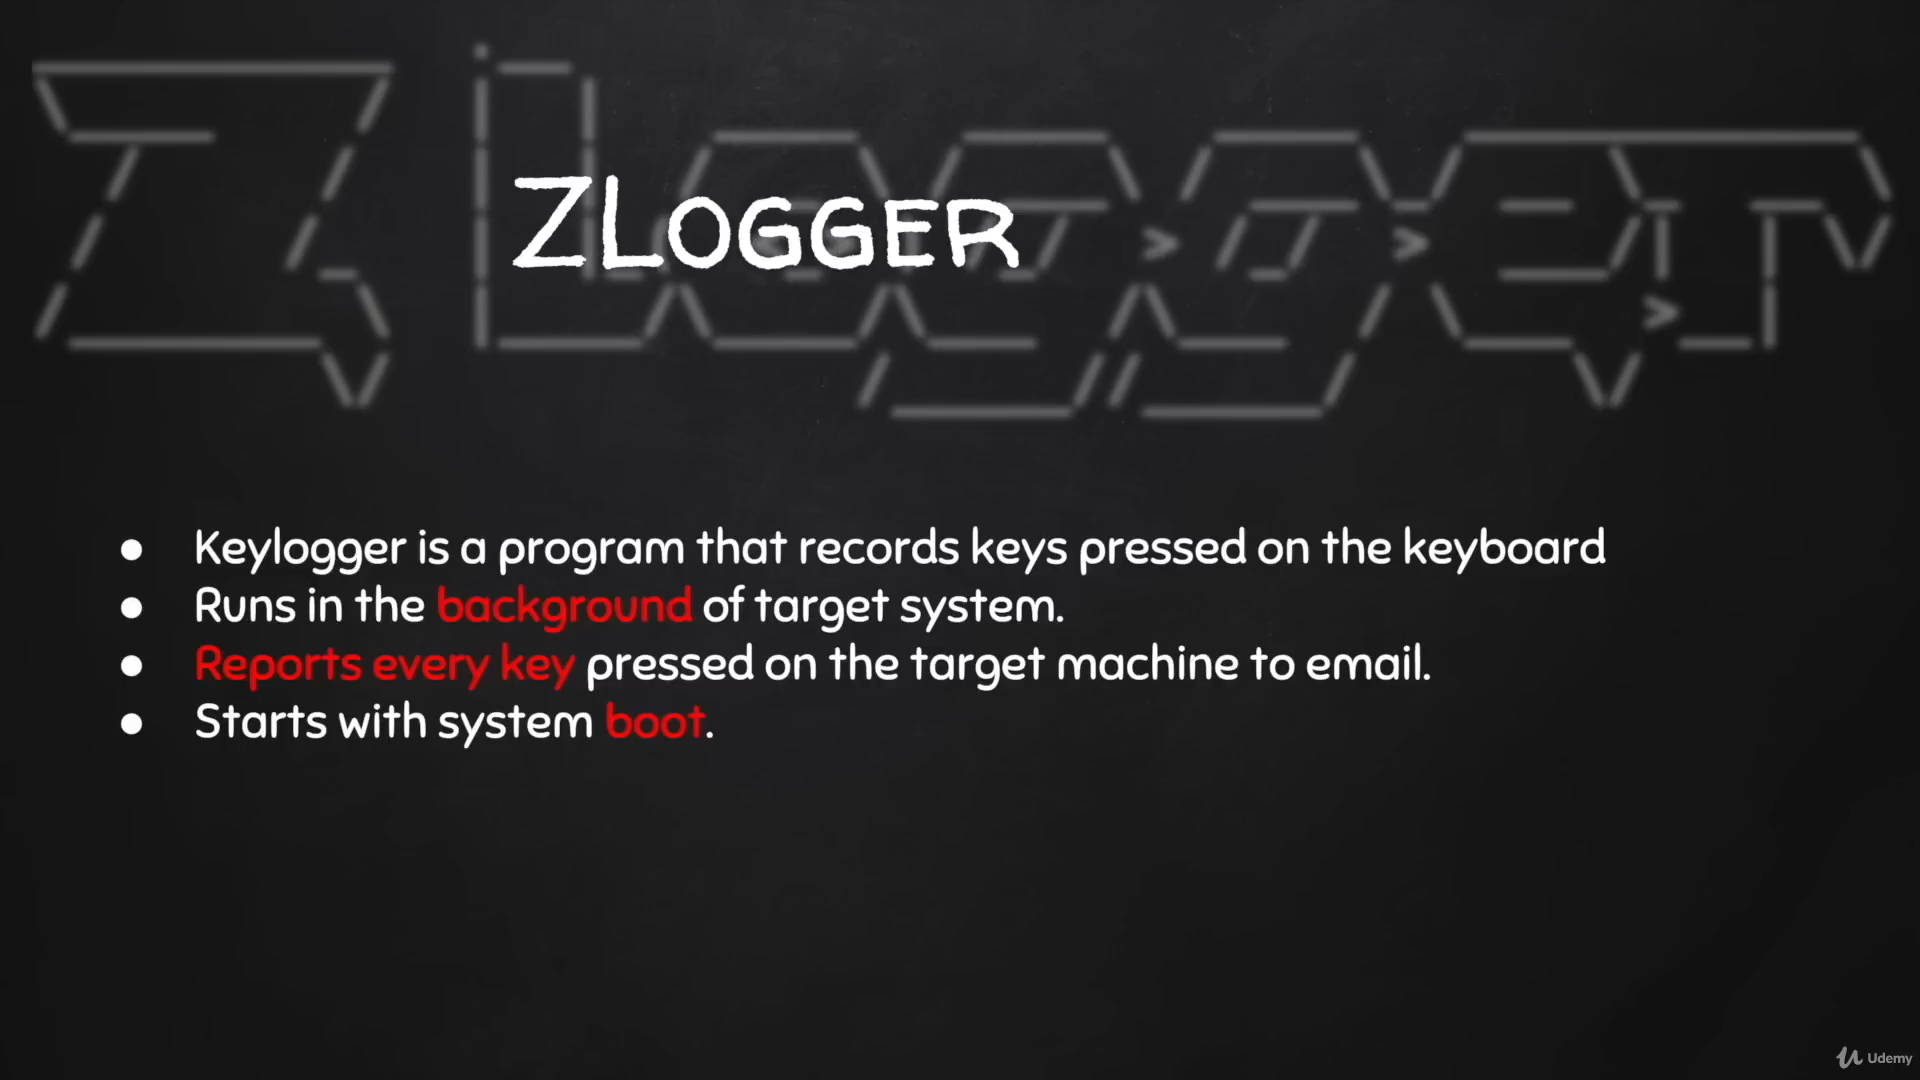 ZLOGGER
● Keylogger is a program that records keys pressed on the keyboard
● Runs in the background of target system.
● Reports every key pressed on the target machine to email.
● Starts with system boot.
Udemy